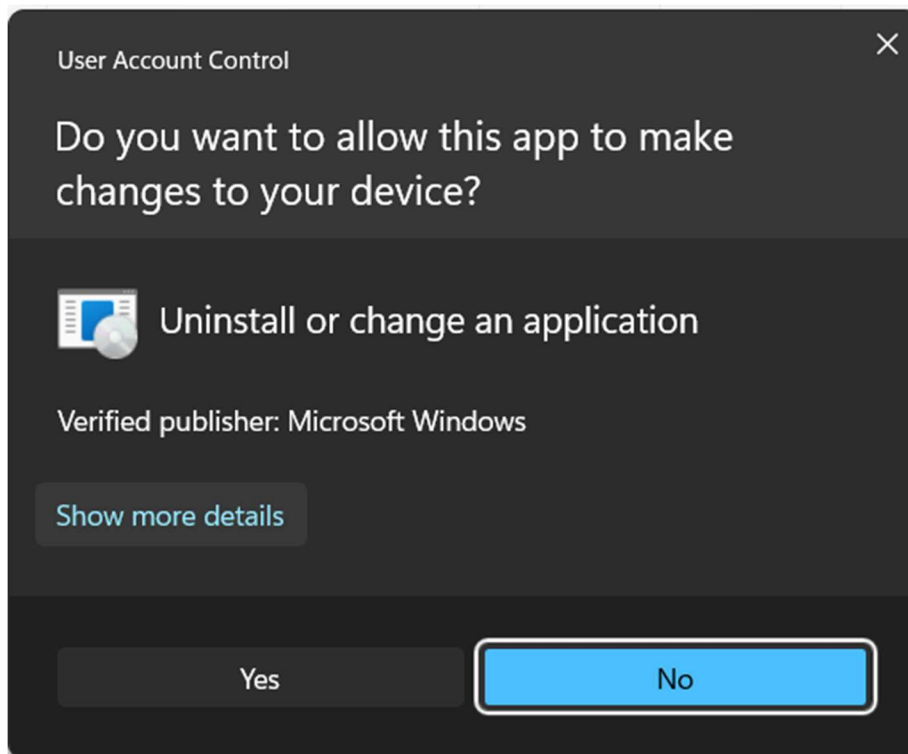 User Account Control
Do you want to allow this app to make
changes to your device?
Uninstall or change an application
Verified publisher: Microsoft Windows
Show more details
Yes
No